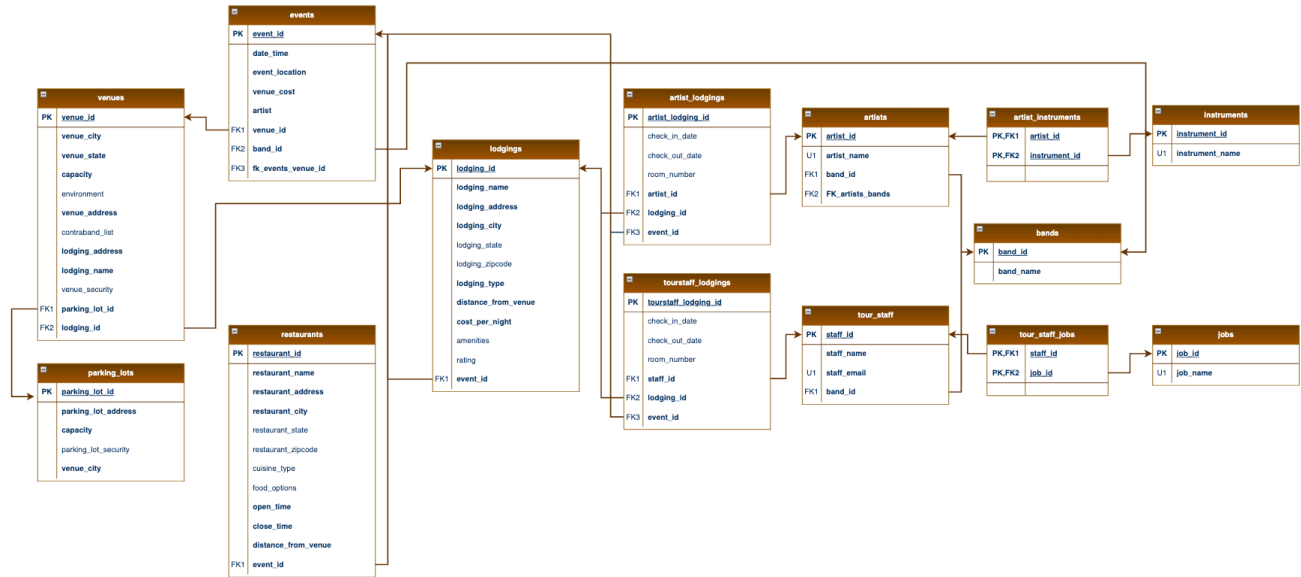 events
PK event_id
date_time
event_location
venue_cost
artist
FK1 venue_id
FK2 band_id
FK3 fk_events_venue_id
venues
PK venue_id
venue_city
venue_state
capacity
environment
venue_address
contraband_list
lodging_address
lodging_name
venue_security
FK1 parking_lot_id
FK2 lodging_id
parking_lots
PK parking_lot_id
parking_lot_address
capacity
parking_lot_security
venue_city
restaurants
PK restaurant_id
restaurant_name
restaurant_address
restaurant_city
restaurant_state
restaurant_zipcode
cuisine_type
food_options
open_time
close_time
distance_from_venue
FK1 event_id
lodgings
PK lodging_id
lodging_name
lodging_address
lodging_city
lodging_state
lodging_zipcode
lodging_type
distance_from_venue
cost_per_night
amenities
rating
FK1 event_id
artist_lodgings
PK artist_lodging_id
check_in_date
check_out_date
room_number
FK1 artist_id
FK2 lodging_id
FK3 event_id
tourstaff_lodgings
PK tourstaff_lodging_id
check_in_date
check_out_date
room_number
FK1 staff_id
FK2 lodging_id
FK3 event_id
artists
PK artist_id
U1 artist_name
FK1 band_id
FK2 FK_artists_bands
tour_staff
PK staff_id
staff_name
U1 staff_email
FK1 band_id
artist_instruments
PK,FK1 artist_id
PK,FK2 instrument_id
instruments
PK instrument_id
U1 instrument_name
bands
PK band_id
band_name
tour_staff_jobs
PK,FK1 staff_id
PK,FK2 job_id
jobs
PK job_id
U1 job_name